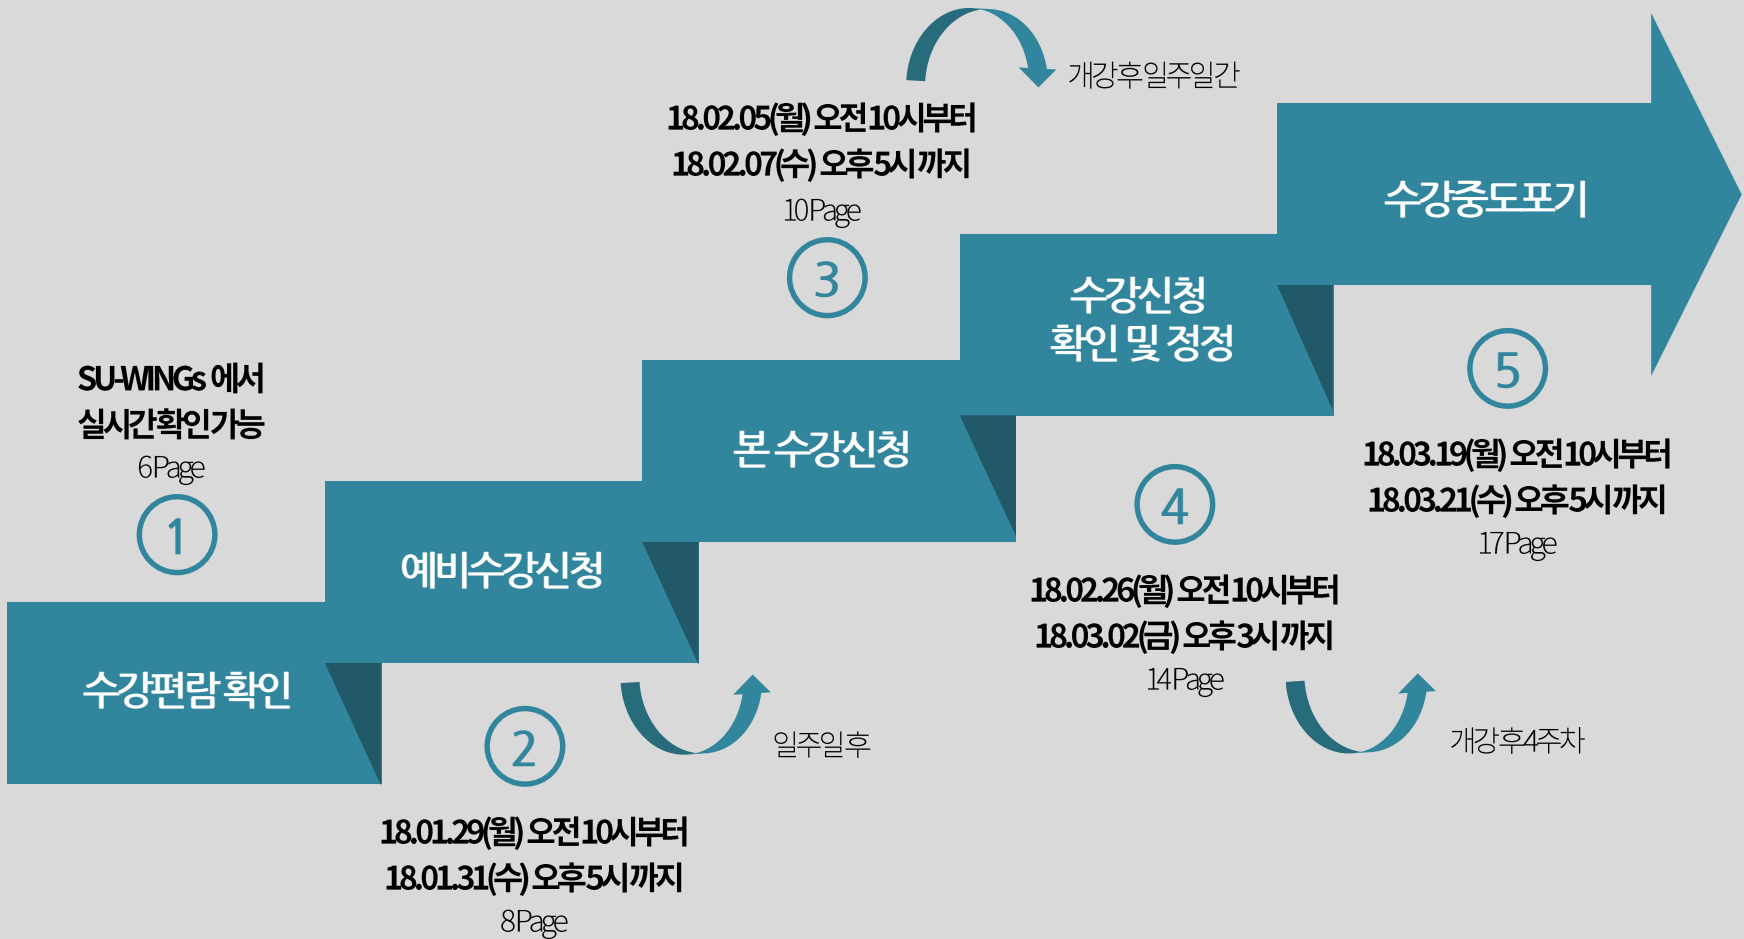 SU-WINGs 에서
실시간확인가능
6Page
1
수강편람 확인
예비수강신청
2
18.01.29(월) 오전10시부터
18.01.31(수) 오후5시까지
8Page
일주일후
18.02.05(월) 오전10시부터
18.02.07(수) 오후5시까지
10Page
3
본 수강신청
개강후일주일간
수강신청
확인 및 정정
4
18.02.26(월) 오전10시부터
18.03.02(금) 오후3시까지
14Page
개강후4주차
수강중도포기
5
18.03.19(월) 오전10시부터
18.03.21(수) 오후5시까지
17Page